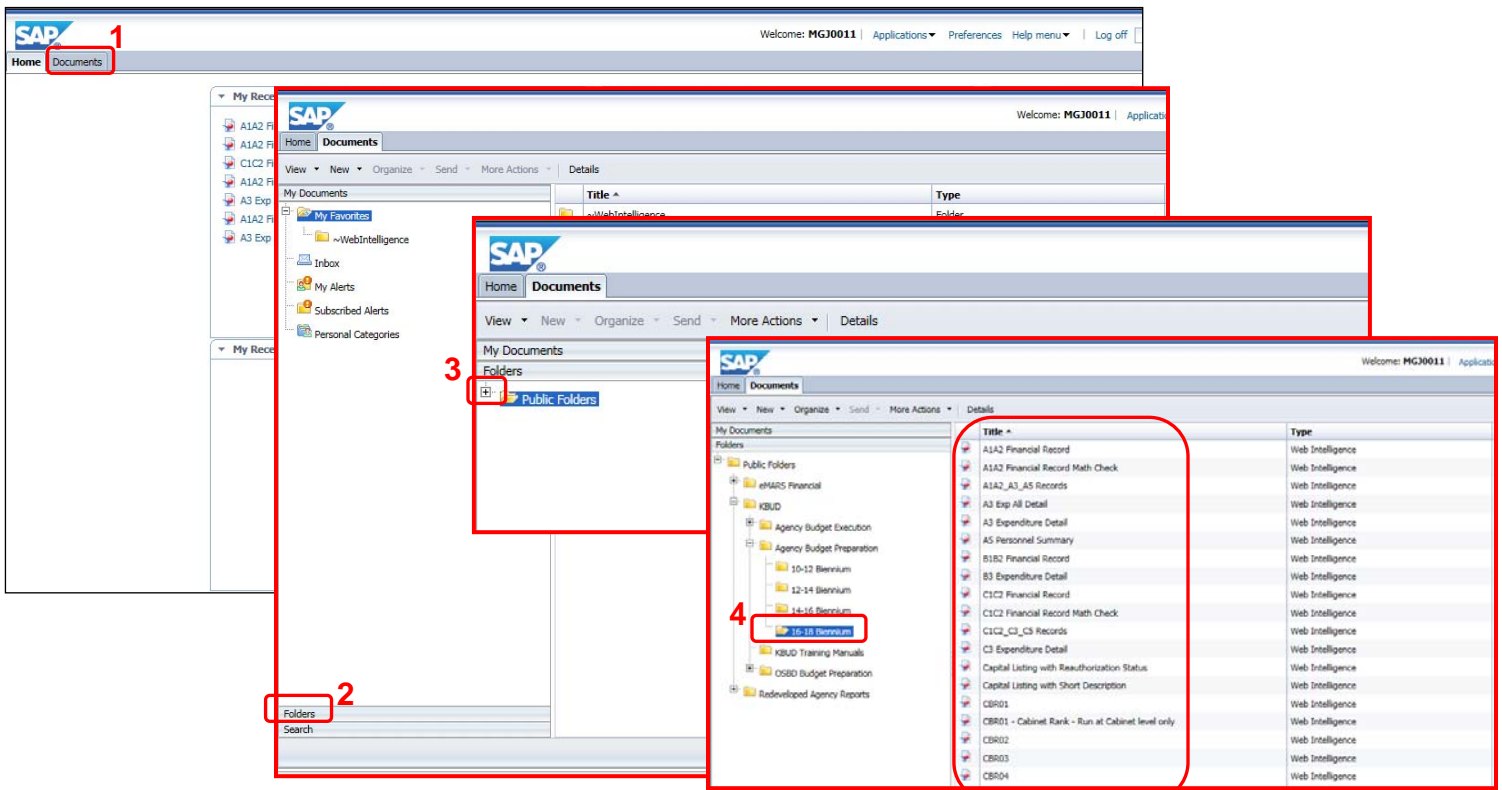 SAP
1
Welcome: MGJ0011 | Applications Preferences Help menu | Log off
Home Documents
My Rece
A1A2 Fi
A1A2 Fi
C1C2 Fi
A1A2 Fi
A3 Exp
A1A2 Fi
A3 Exp
My Rece
SAP
Welcome: MGJ0011 | Applicatio
Home Documents
View New Organize Send More Actions Details
My Documents
Title Type
My Favorites
~WebIntelligence Folder
~WebIntelligence
Inbox
My Alerts
Subscribed Alerts
Personal Categories
2
Folders
Search
SAP
Home Documents
View New Organize Send More Actions Details
My Documents
3
Folders
Public Folders
SAP
Welcome: MGJ0011 | Applicatio
Home Documents
View New Organize Send More Actions Details
My Documents
Folders
Public Folders
eMARS Financial
KBUD
Agency Budget Execution
Agency Budget Preparation
10-12 Biennium
12-14 Biennium
14-16 Biennium
4
16-18 Biennium
KBUD Training Manuals
OSBD Budget Preparation
Redeveloped Agency Reports
Title Type
A1A2 Financial Record Web Intelligence
A1A2 Financial Record Math Check Web Intelligence
A1A2_A3_A5 Records Web Intelligence
A3 Exp All Detail Web Intelligence
A3 Expenditure Detail Web Intelligence
A5 Personnel Summary Web Intelligence
B1B2 Financial Record Web Intelligence
B3 Expenditure Detail Web Intelligence
C1C2 Financial Record Web Intelligence
C1C2 Financial Record Math Check Web Intelligence
C1C2_C3_C5 Records Web Intelligence
C3 Expenditure Detail Web Intelligence
Capital Listing with Reauthorization Status Web Intelligence
Capital Listing with Short Description Web Intelligence
CBR01 Web Intelligence
CBR01 - Cabinet Rank - Run at Cabinet level only Web Intelligence
CBR02 Web Intelligence
CBR03 Web Intelligence
CBR04 Web Intelligence